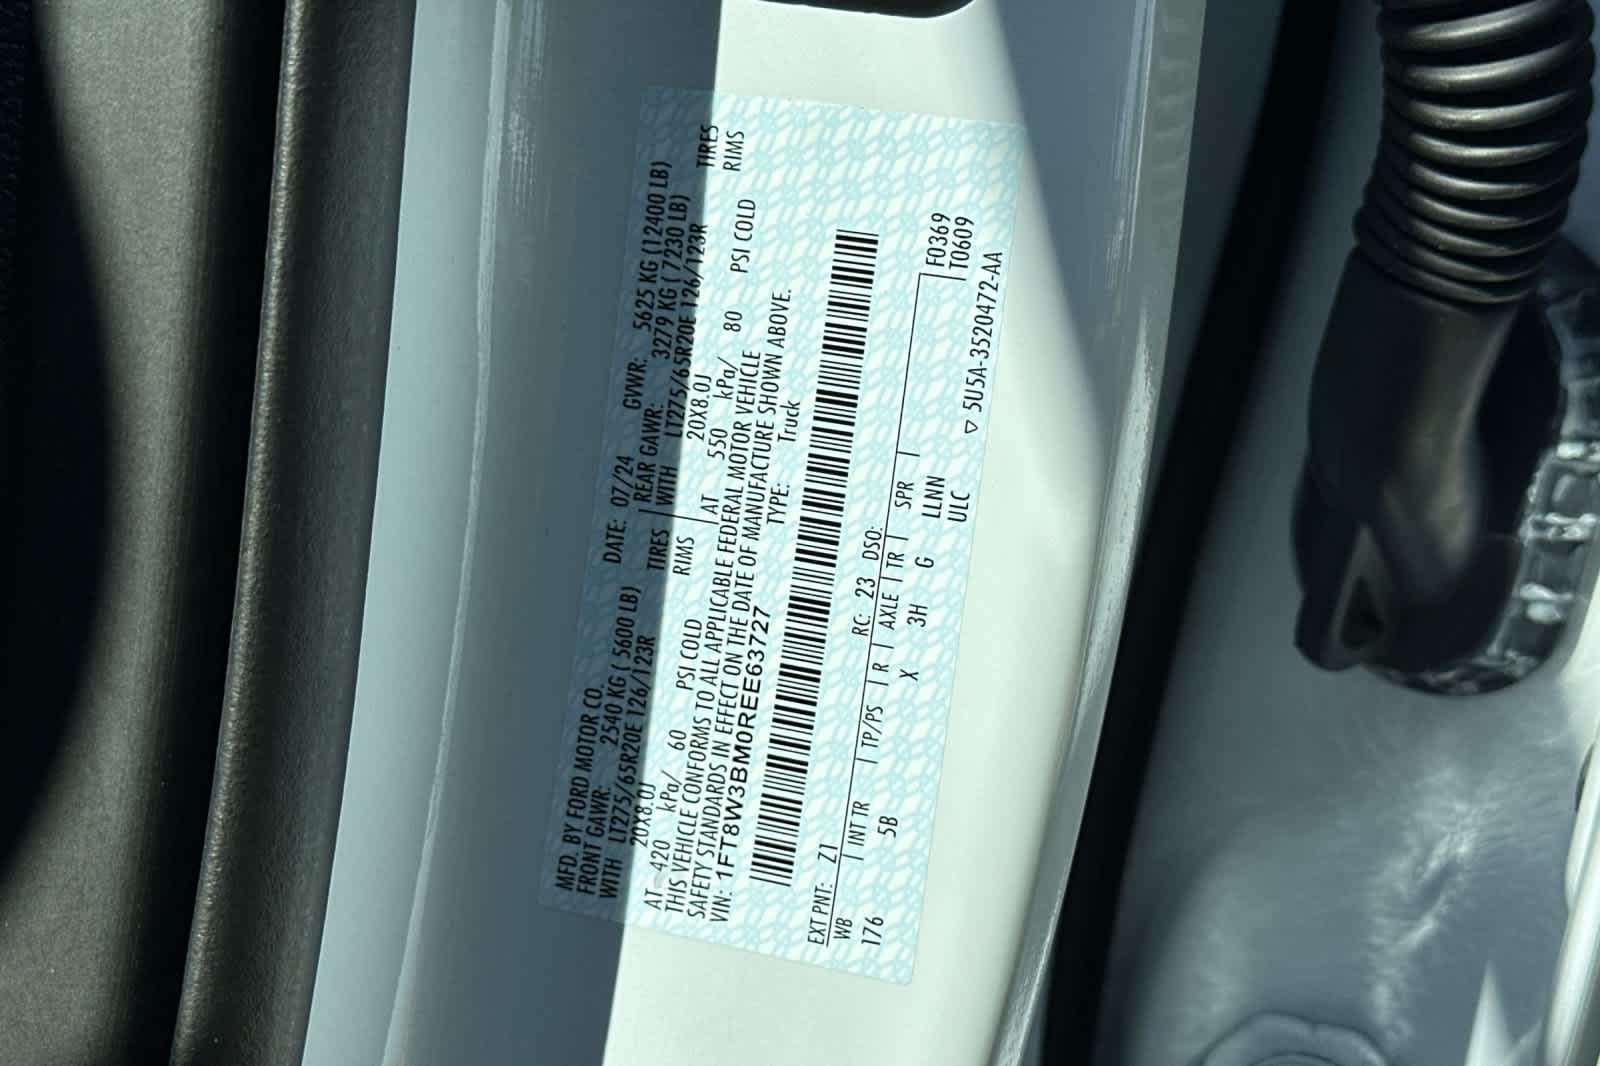 MFD. BY FORD MOTOR CO. DATE: 07/24 GVWR: 5625 KG (12400 LB)
FRONT GAWR: 2540 KG ( 5600 LB) REAR GAWR: 3279 KG ( 7230 LB)
WITH LT275/65R20E 126/123R TIRES WITH LT275/65R20E 126/123R TIRES
20X8.0J RIMS 20X8.0J RIMS
AT 420 kPa/ 60 PSI COLD AT 550 kPa/ 80 PSI COLD
THIS VEHICLE CONFORMS TO ALL APPLICABLE FEDERAL MOTOR VEHICLE
SAFETY STANDARDS IN EFFECT ON THE DATE OF MANUFACTURE SHOWN ABOVE.
VIN: 1FT8W3BM0REE63727 TYPE: Truck
EXT PNT: Z1 RC: 23 DSO:
WB INT TR TP/PS R AXLE TR SPR F0369
176 5B X 3H G LLNN T0609
ULC ▽ 5U5A-3520472-AA